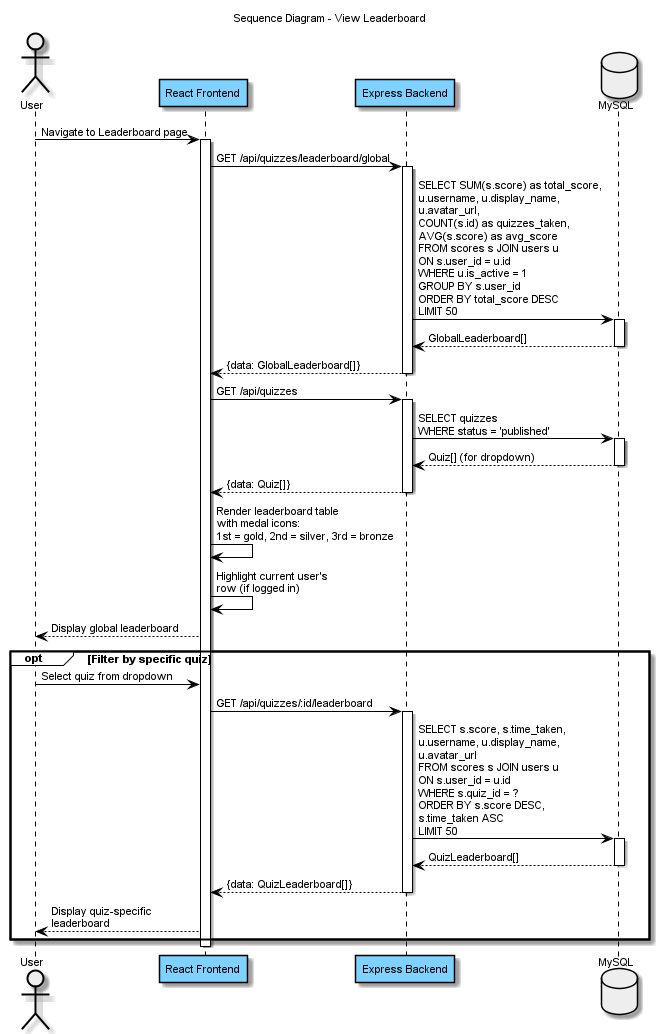 Sequence Diagram - View Leaderboard
User
React Frontend
Express Backend
MySQL
Navigate to Leaderboard page
GET /api/quizzes/leaderboard/global
SELECT SUM(s.score) as total_score,
u.username, u.display_name,
u.avatar_url,
COUNT(s.id) as quizzes_taken,
AVG(s.score) as avg_score
FROM scores s JOIN users u
ON s.user_id = u.id
WHERE u.is_active = 1
GROUP BY s.user_id
ORDER BY total_score DESC
LIMIT 50
GlobalLeaderboard[]
{data: GlobalLeaderboard[]}
GET /api/quizzes
SELECT quizzes
WHERE status = 'published'
Quiz[] (for dropdown)
{data: Quiz[]}
Render leaderboard table
with medal icons:
1st = gold, 2nd = silver, 3rd = bronze
Highlight current user's
row (if logged in)
Display global leaderboard
opt
[Filter by specific quiz]
Select quiz from dropdown
GET /api/quizzes/:id/leaderboard
SELECT s.score, s.time_taken,
u.username, u.display_name,
u.avatar_url
FROM scores s JOIN users u
ON s.user_id = u.id
WHERE s.quiz_id = ?
ORDER BY s.score DESC,
s.time_taken ASC
LIMIT 50
QuizLeaderboard[]
{data: QuizLeaderboard[]}
Display quiz-specific
leaderboard
User
React Frontend
Express Backend
MySQL